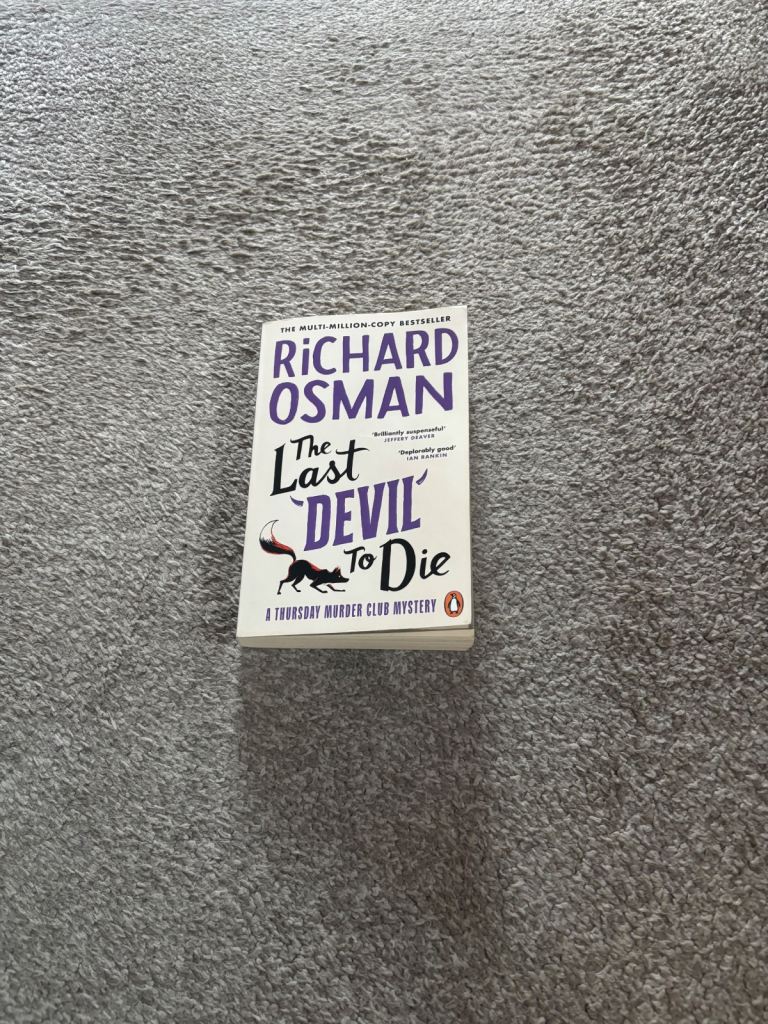 THE MULTI-MILLION-COPY BESTSELLER
RiCHARD
OSMAN
'Brilliantly suspenseful'
JEFFERY DEAVER
'Deplorably good'
IAN RANKIN
The
Last
'DEVIL'
To Die
A THURSDAY MURDER CLUB MYSTERY